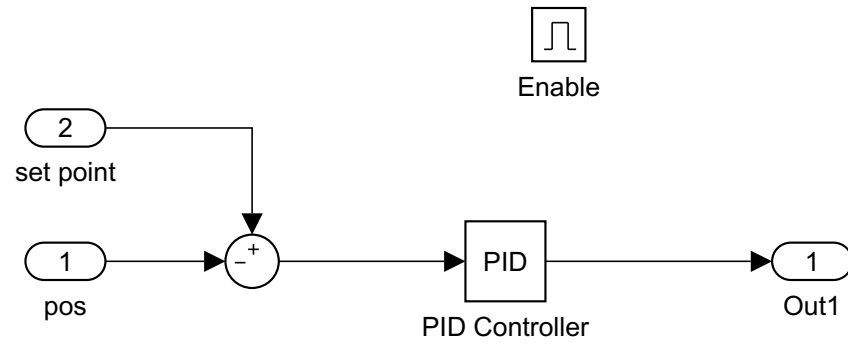 Enable
2
set point
1
pos
− +
PID
PID Controller
1
Out1